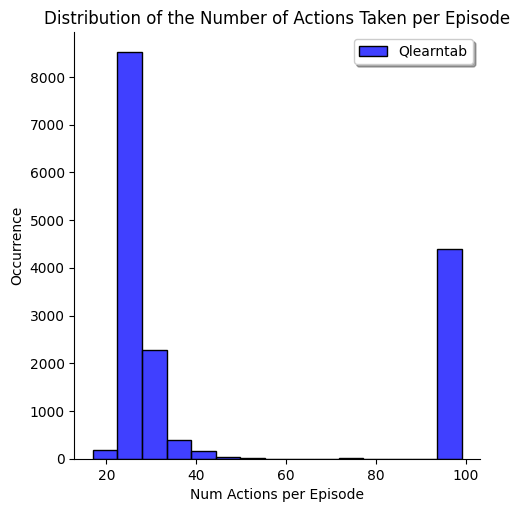 Distribution of the Number of Actions Taken per Episode
Qlearntab
8000
7000
6000
5000
4000
3000
2000
1000
0
Occurrence
20 40 60 80 100
Num Actions per Episode